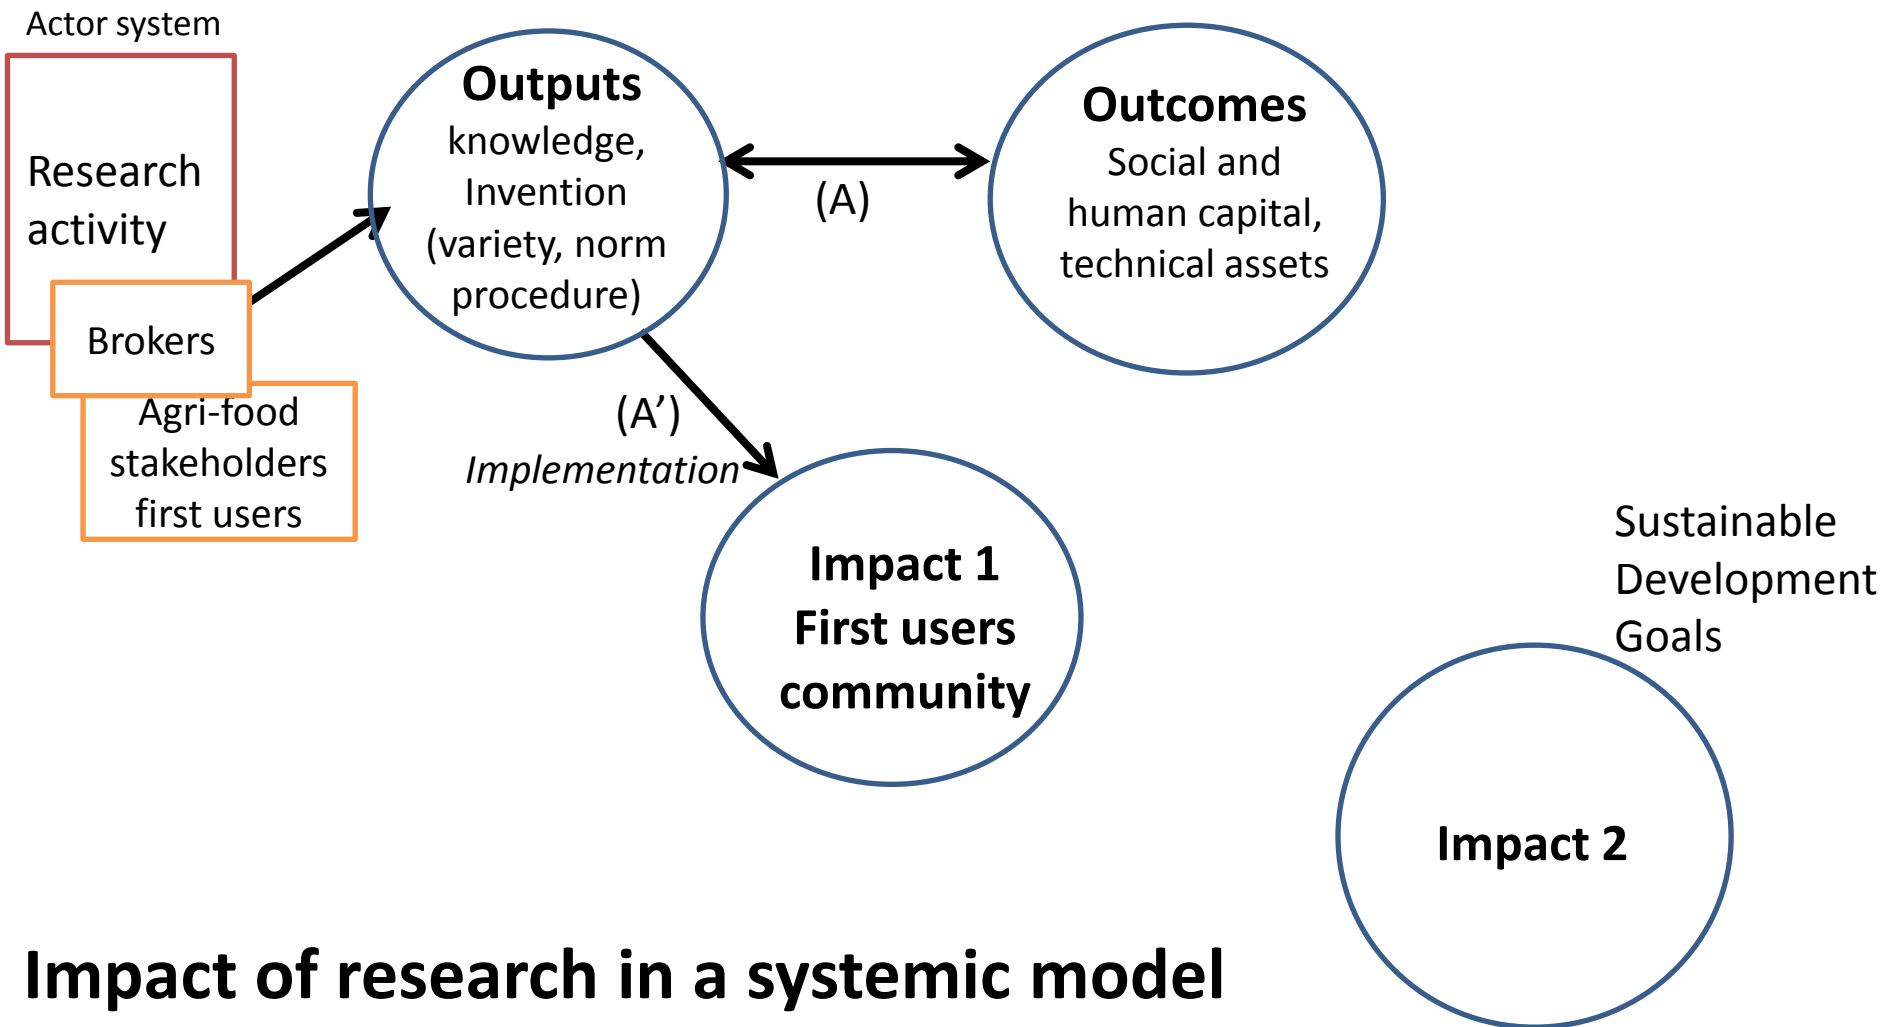 Actor system
Research
activity
Brokers
Agri-food
stakeholders
first users
Outputs
knowledge,
Invention
(variety, norm
procedure)
(A)
Outcomes
Social and
human capital,
technical assets
(A’)
Implementation
Impact 1
First users
community
Sustainable
Development
Goals
Impact 2
Impact of research in a systemic model